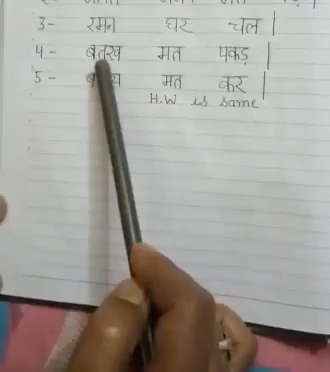 3- रमन घर चल |
4- बतख मत पकड़ |
5- मत कर |
H.W is same